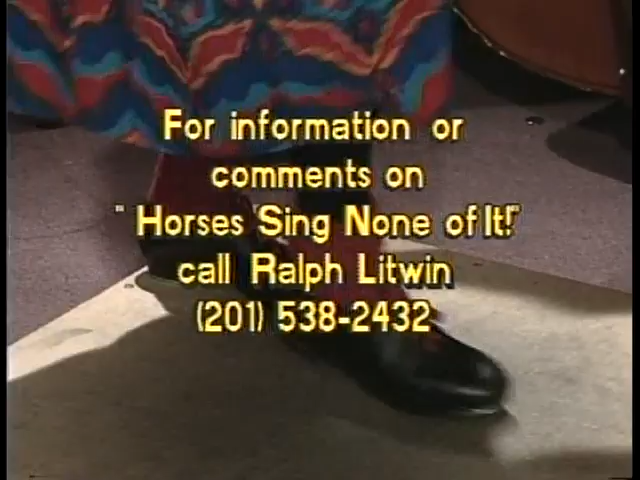 For information or
comments on
"Horses Sing None of It!"
call Ralph Litwin
(201) 538-2432